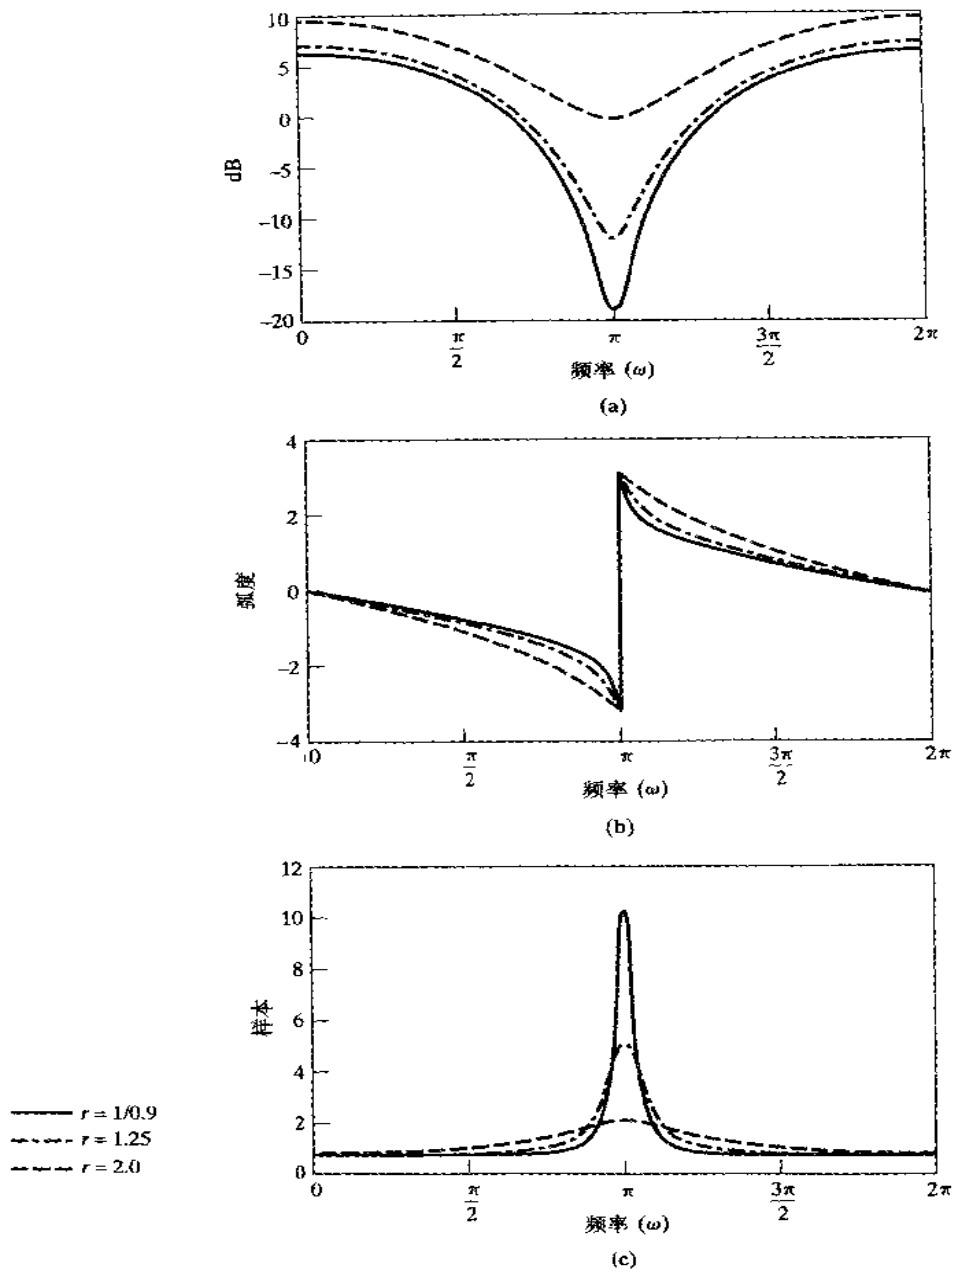 10
5
0
-5
-10
-15
-20
dB
0
π/2
π
3π/2
2π
频率 (ω)
(a)
4
2
0
-2
-4
弧度
0
π/2
π
3π/2
2π
频率 (ω)
(b)
12
10
8
6
4
2
0
样本
0
π/2
π
3π/2
2π
频率 (ω)
(c)
r = 1/0.9
r = 1.25
r = 2.0